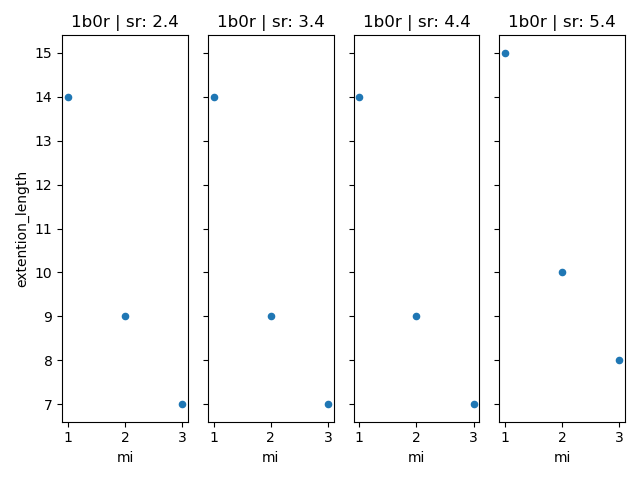 1b0r | sr: 2.4
1b0r | sr: 3.4
1b0r | sr: 4.4
1b0r | sr: 5.4
extention_length
15
14
13
12
11
10
9
8
7
1 2 3
1 2 3
1 2 3
1 2 3
mi
mi
mi
mi